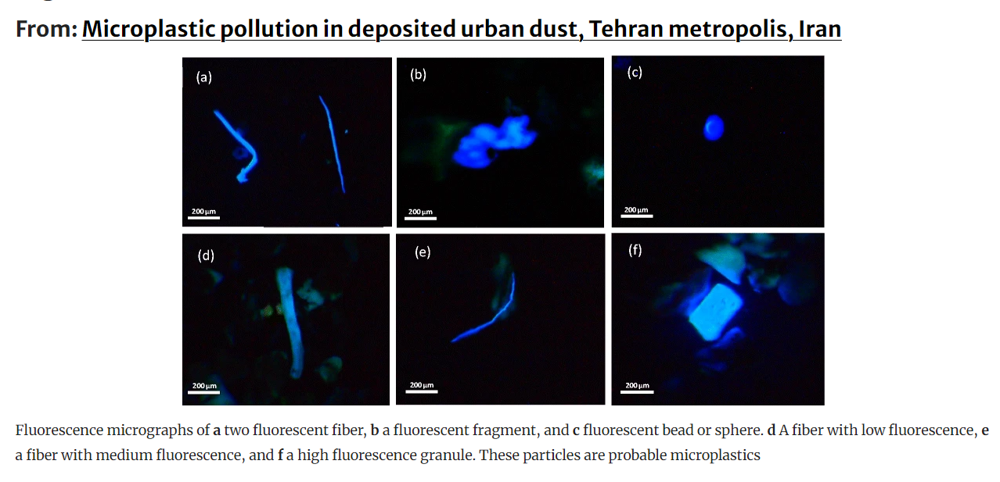 From: Microplastic pollution in deposited urban dust, Tehran metropolis, Iran
(a)
200 µm
(b)
200 µm
(c)
200 µm
(d)
200 µm
(e)
200 µm
(f)
200 µm
Fluorescence micrographs of a two fluorescent fiber, b a fluorescent fragment, and c fluorescent bead or sphere. d A fiber with low fluorescence, e
a fiber with medium fluorescence, and f a high fluorescence granule. These particles are probable microplastics